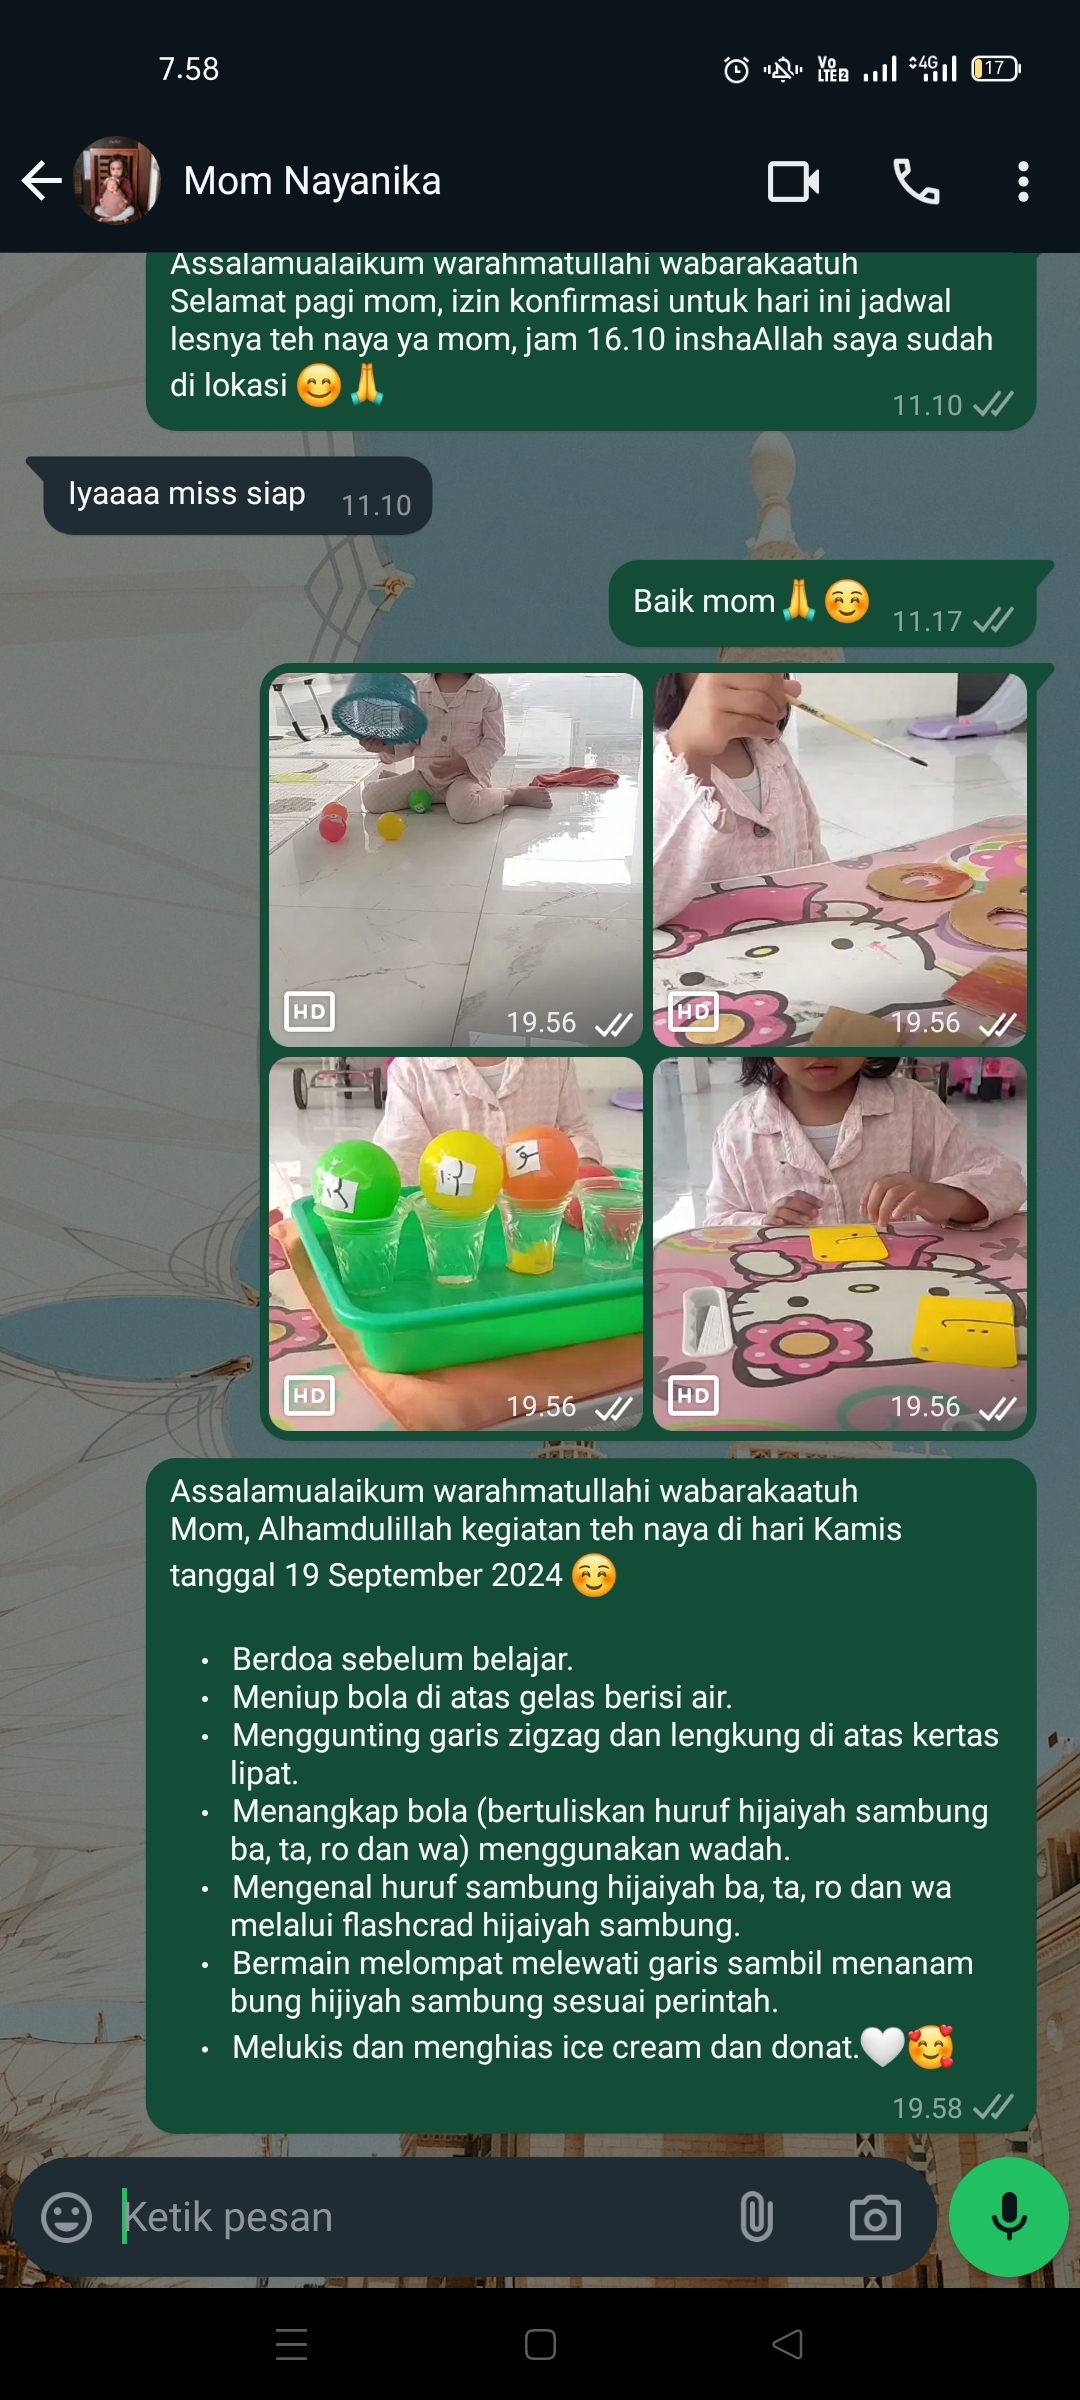 7.58
Vo LTE2
4G
17
Mom Nayanika
Assalamualaikum warahmatullahi wabarakaatuh
Selamat pagi mom, izin konfirmasi untuk hari ini jadwal
lesnya teh naya ya mom, jam 16.10 inshaAllah saya sudah
di lokasi 😊🙏
11.10
Iyaaaa miss siap
11.10
Baik mom🙏☺️
11.17
HD
19.56
HD
19.56
HD
19.56
HD
19.56
Assalamualaikum warahmatullahi wabarakaatuh
Mom, Alhamdulillah kegiatan teh naya di hari Kamis
tanggal 19 September 2024 ☺️
• Berdoa sebelum belajar.
• Meniup bola di atas gelas berisi air.
• Menggunting garis zigzag dan lengkung di atas kertas
lipat.
• Menangkap bola (bertuliskan huruf hijaiyah sambung
ba, ta, ro dan wa) menggunakan wadah.
• Mengenal huruf sambung hijaiyah ba, ta, ro dan wa
melalui flashcrad hijaiyah sambung.
• Bermain melompat melewati garis sambil menanam
bung hijiyah sambung sesuai perintah.
• Melukis dan menghias ice cream dan donat.🤍🥰
19.58
Ketik pesan